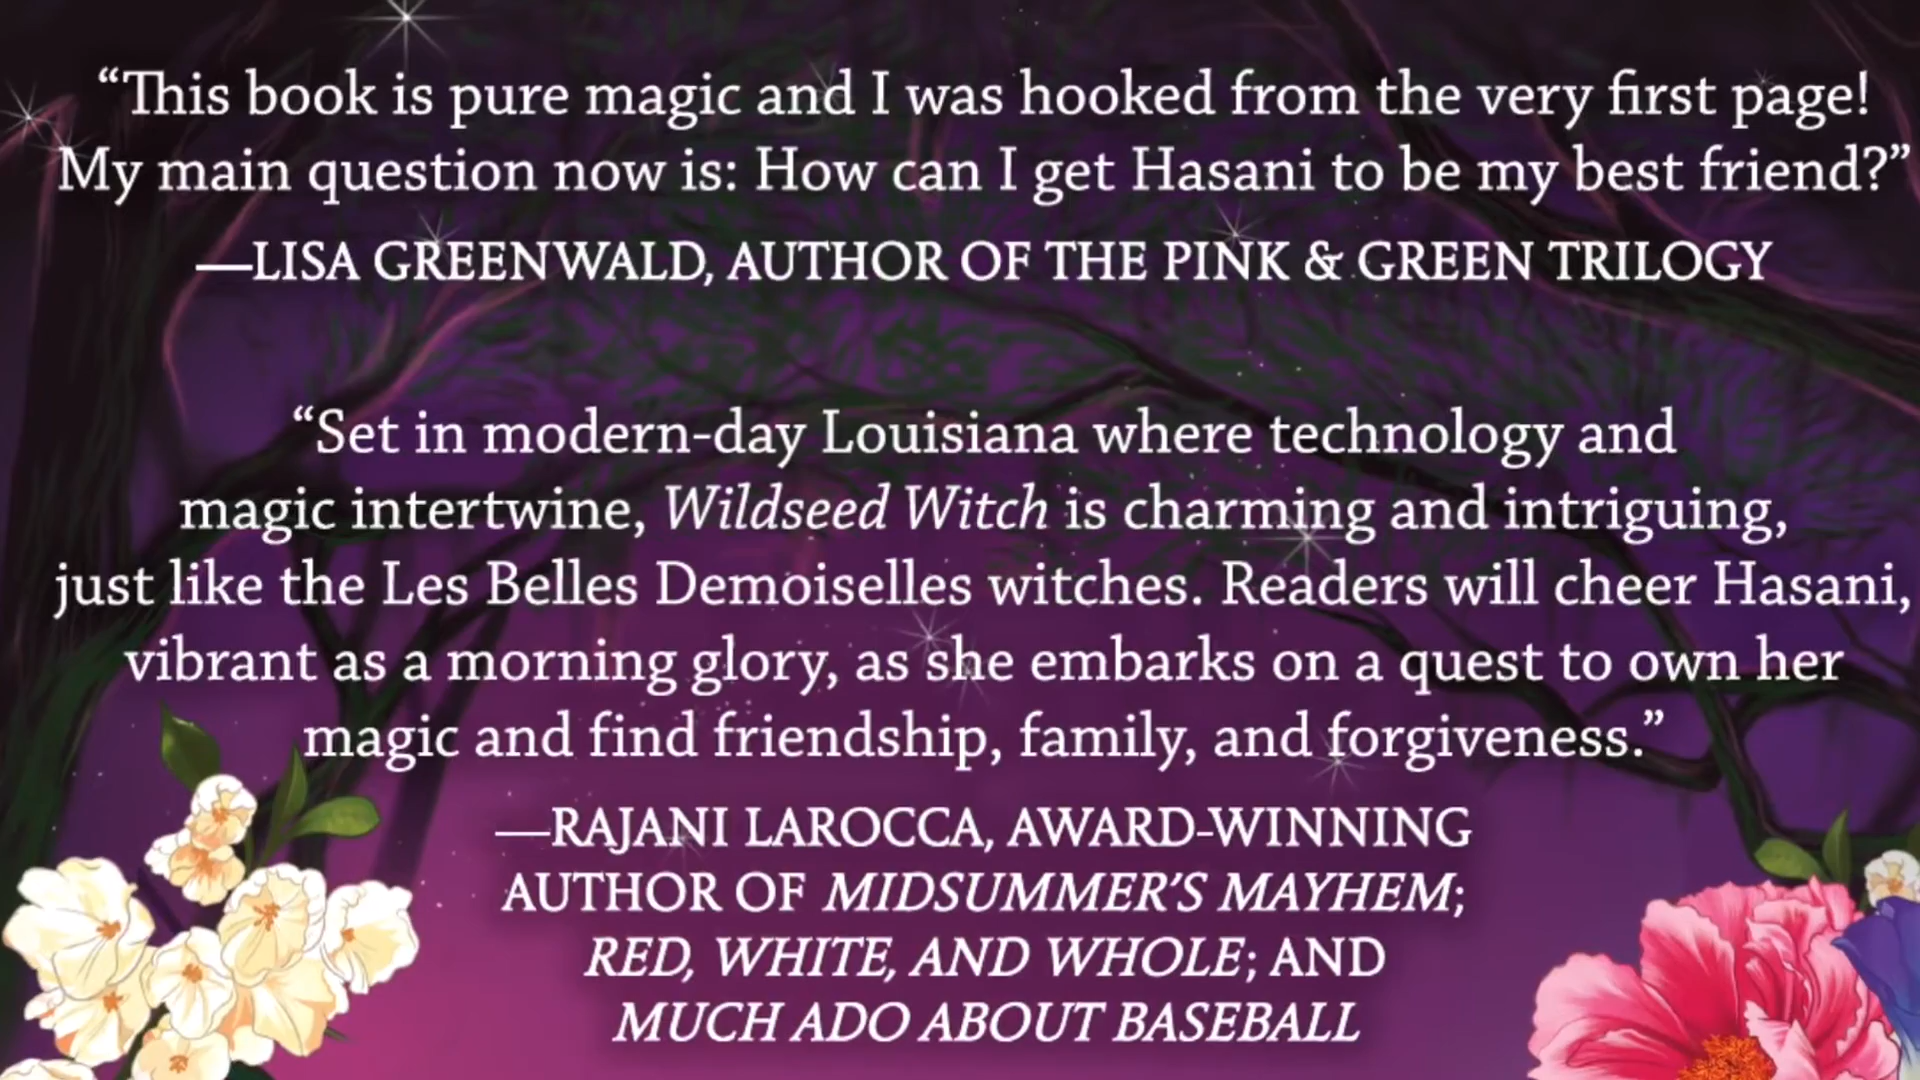 “This book is pure magic and I was hooked from the very first page!
My main question now is: How can I get Hasani to be my best friend?”
—LISA GREENWALD, AUTHOR OF THE PINK & GREEN TRILOGY
“Set in modern-day Louisiana where technology and
magic intertwine, Wildseed Witch is charming and intriguing,
just like the Les Belles Demoiselles witches. Readers will cheer Hasani,
vibrant as a morning glory, as she embarks on a quest to own her
magic and find friendship, family, and forgiveness.”
—RAJANI LAROCCA, AWARD-WINNING
AUTHOR OF MIDSUMMER’S MAYHEM;
RED, WHITE, AND WHOLE; AND
MUCH ADO ABOUT BASEBALL